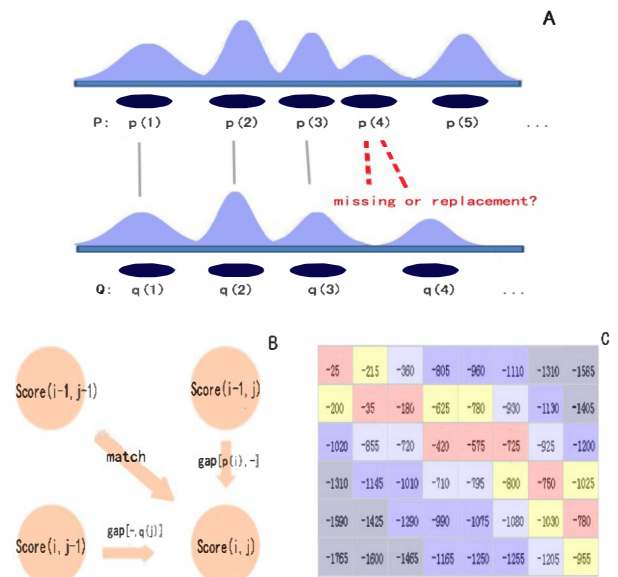 A
P: p(1) p(2) p(3) p(4) p(5) ...
missing or replacement?
Q: q(1) q(2) q(3) q(4) ...
B
Score(i-1, j-1) Score(i-1, j)
match gap[p(i),-]
gap[-,q(j)]
Score(i, j-1) Score(i, j)
C
-25 -215 -360 -805 -960 -1110 -1310 -1585
-200 -35 -180 -625 -780 -930 -1130 -1405
-1020 -855 -720 -420 -575 -725 -925 -1200
-1310 -1145 -1010 -710 -795 -800 -750 -1025
-1590 -1425 -1290 -990 -1075 -1080 -1030 -780
-1765 -1600 -1465 -1165 -1250 -1255 -1205 -955